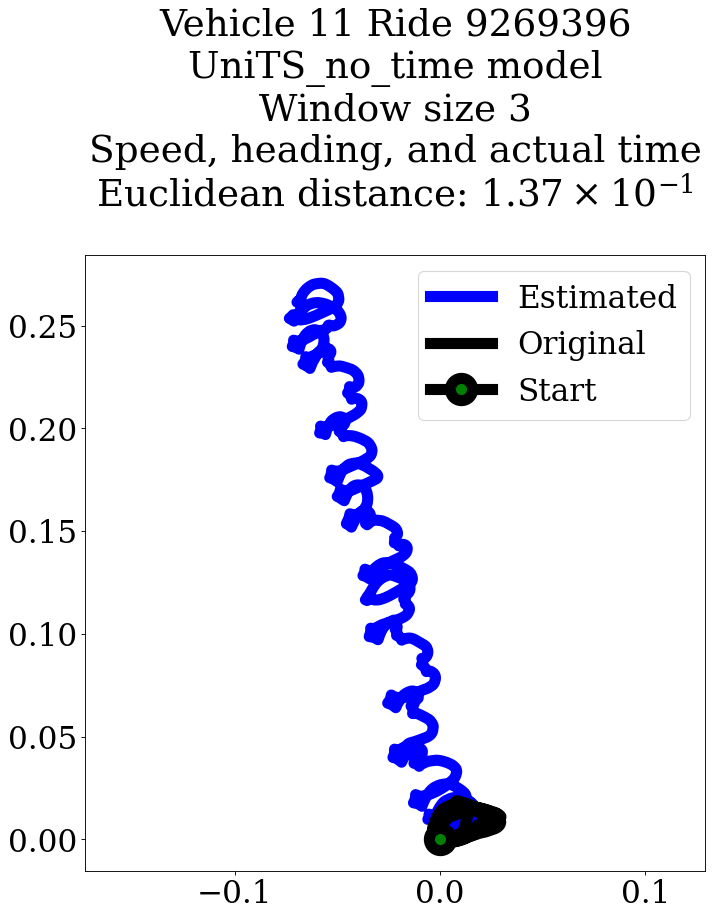 Vehicle 11 Ride 9269396
UniTS_no_time model
Window size 3
Speed, heading, and actual time
Euclidean distance: 1.37 × 10⁻¹
Estimated
Original
Start
0.25
0.20
0.15
0.10
0.05
0.00
−0.1
0.0
0.1